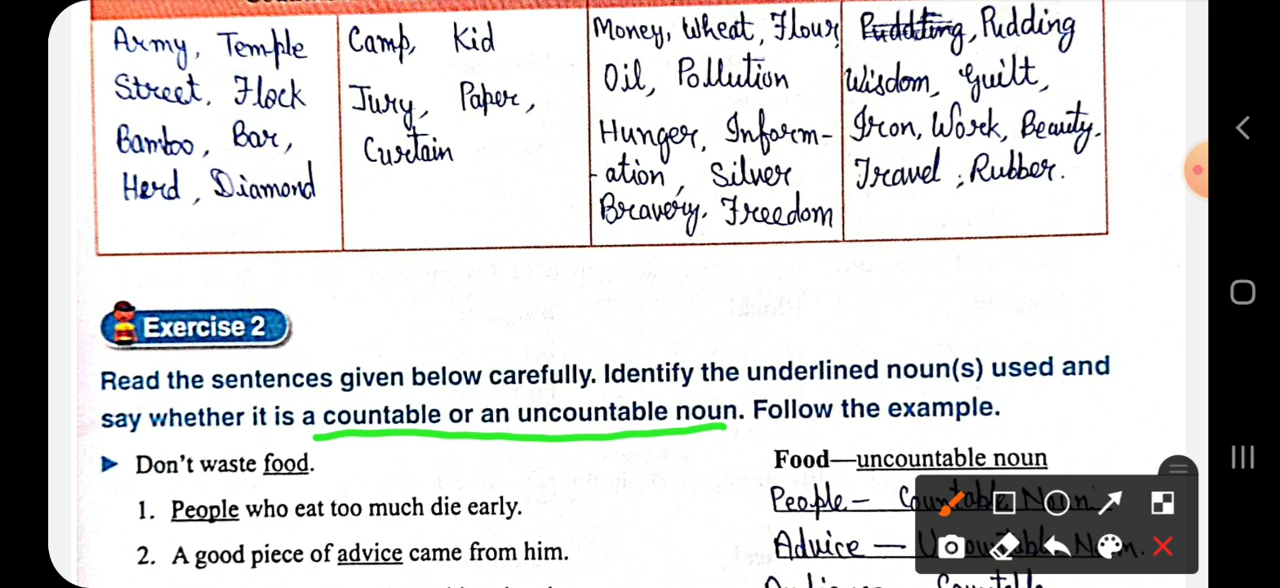 Army, Temple
Street, Flock
Bamboo, Bar,
Herd, Diamond
Camp, Kid
Jury, Paper,
Curtain
Money, Wheat, Flour,
Oil, Pollution
Hunger, Inform-
-ation, Silver
Bravery, Freedom
Pudding
Wisdom, Guilt,
Iron, Work, Beauty.
Travel, Rubber.
Exercise 2
Read the sentences given below carefully. Identify the underlined noun(s) used and
say whether it is a countable or an uncountable noun. Follow the example.
Don't waste food. Food—uncountable noun
1. People who eat too much die early. People — Countable Noun.
2. A good piece of advice came from him. Advice —